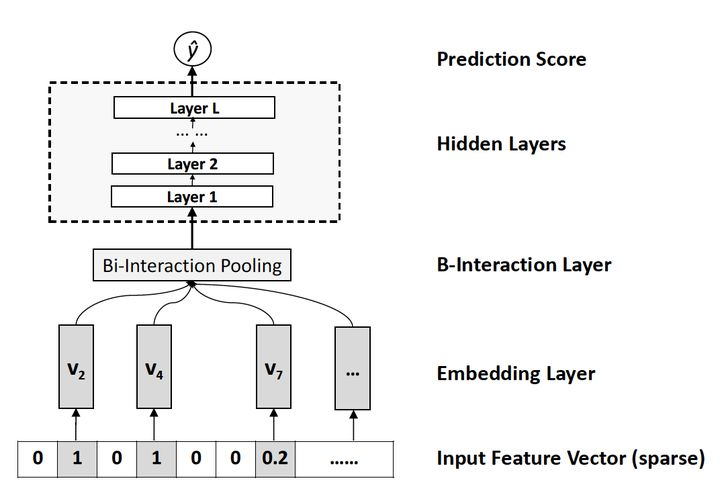 ŷ
Prediction Score
Layer L
... ...
Hidden Layers
Layer 2
Layer 1
Bi-Interaction Pooling
B-Interaction Layer
v₂ v₄ v₇ ...
Embedding Layer
0 1 0 1 0 0 0.2 ......
Input Feature Vector (sparse)